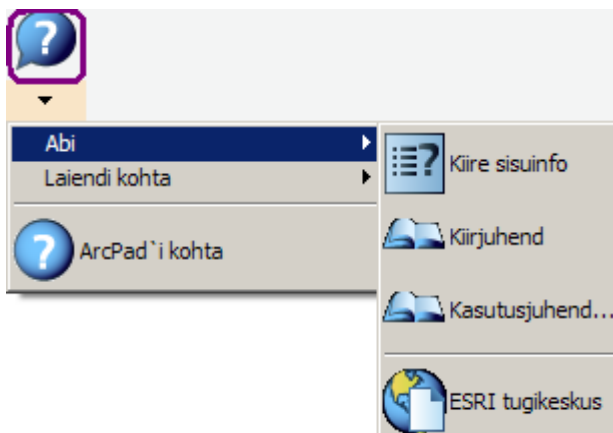 Abi
Laiendi kohta
ArcPad`i kohta
Kiire sisuinfo
Kiirjuhend
Kasutusjuhend...
ESRI tugikeskus